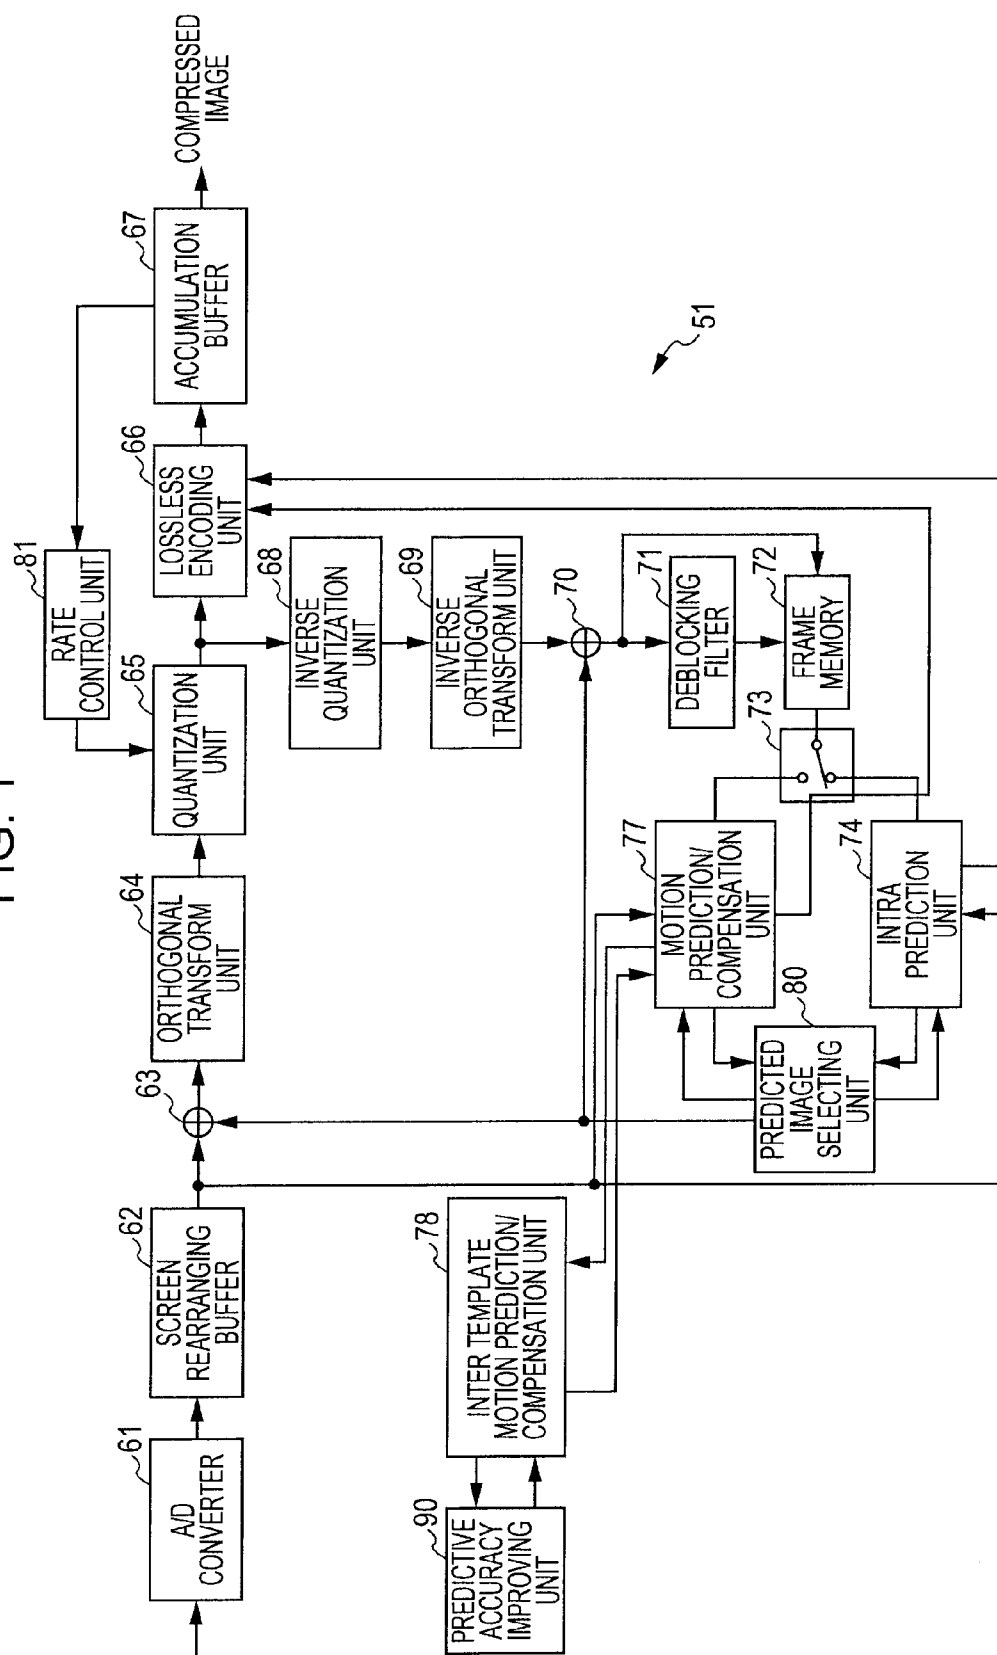 FIG. 1
51
61
A/D
CONVERTER
62
SCREEN
REARRANGING
BUFFER
63
64
ORTHOGONAL
TRANSFORM
UNIT
65
QUANTIZATION
UNIT
81
RATE
CONTROL UNIT
66
LOSSLESS
ENCODING
UNIT
67
ACCUMULATION
BUFFER
COMPRESSED
IMAGE
68
INVERSE
QUANTIZATION
UNIT
69
INVERSE
ORTHOGONAL
TRANSFORM UNIT
70
71
DEBLOCKING
FILTER
72
FRAME
MEMORY
73
77
MOTION
PREDICTION/
COMPENSATION
UNIT
74
INTRA
PREDICTION
UNIT
80
PREDICTED
IMAGE
SELECTING
UNIT
78
INTER TEMPLATE
MOTION PREDICTION/
COMPENSATION UNIT
90
PREDICTIVE
ACCURACY
IMPROVING
UNIT